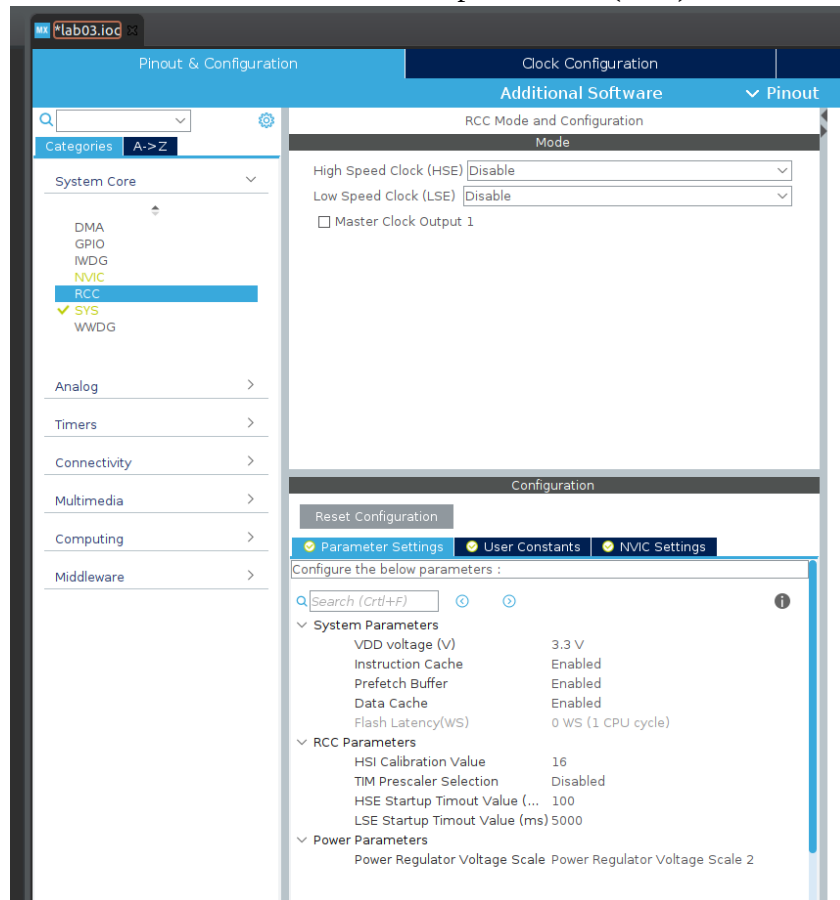 MX *lab03.ioc
Pinout & Configuration
Clock Configuration
Additional Software
Pinout
Categories
A->Z
System Core
DMA
GPIO
IWDG
NVIC
RCC
SYS
WWDG
Analog
Timers
Connectivity
Multimedia
Computing
Middleware
RCC Mode and Configuration
Mode
High Speed Clock (HSE) Disable
Low Speed Clock (LSE) Disable
Master Clock Output 1
Configuration
Reset Configuration
Parameter Settings
User Constants
NVIC Settings
Configure the below parameters :
Search (Crtl+F)
System Parameters
VDD voltage (V) 3.3 V
Instruction Cache Enabled
Prefetch Buffer Enabled
Data Cache Enabled
Flash Latency(WS) 0 WS (1 CPU cycle)
RCC Parameters
HSI Calibration Value 16
TIM Prescaler Selection Disabled
HSE Startup Timout Value (... 100
LSE Startup Timout Value (ms) 5000
Power Parameters
Power Regulator Voltage Scale Power Regulator Voltage Scale 2